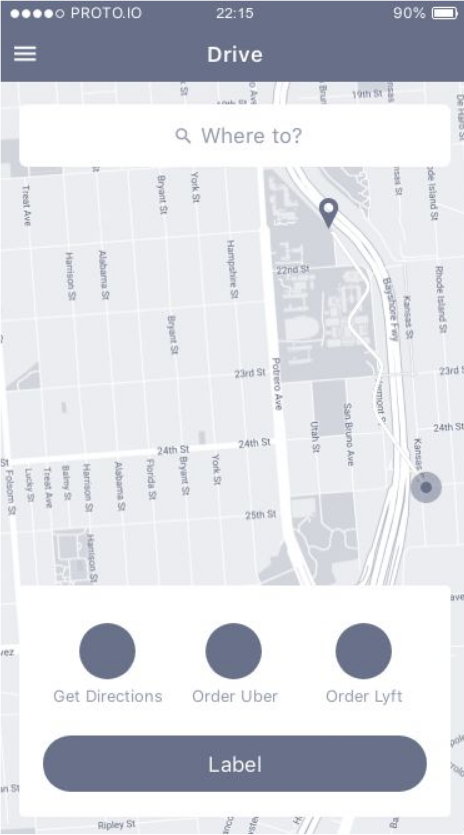 PROTO.IO 22:15 90%
Drive
19th St
Where to?
Treat Ave
Bryant St
York St
Harrison St
Alabama St
Hampshire St
22nd St
Bayshore Fwy
Kansas St
Rhode Island St
Bryant St
23rd St
Potrero Ave
23rd S
Utah St
San Bruno Ave
24th St
24th St
24th St
Kansas
Folsom St
Lucky St
Treat Ave
Balmy St
Harrison St
Alabama St
Florida St
Bryant St
York St
25th St
Harrison St
Get Directions Order Uber Order Lyft
Label
Ripley St